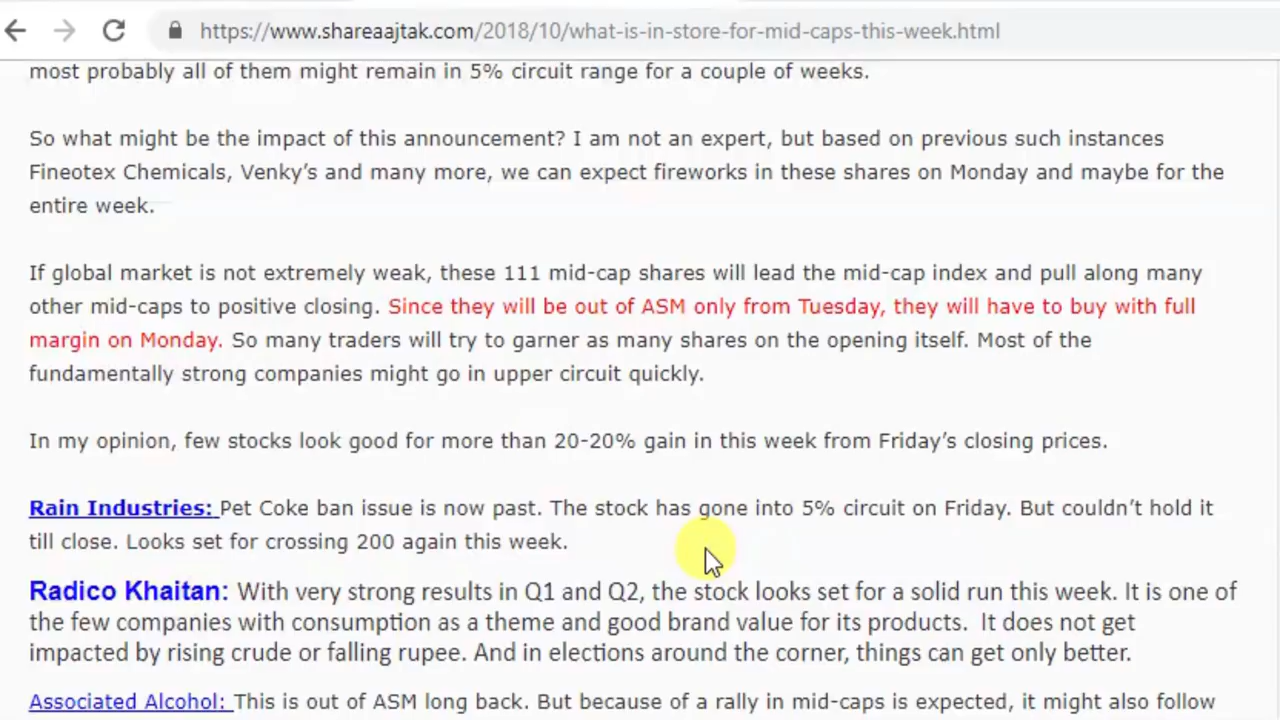 https://www.shareaajtak.com/2018/10/what-is-in-store-for-mid-caps-this-week.html
most probably all of them might remain in 5% circuit range for a couple of weeks.
So what might be the impact of this announcement? I am not an expert, but based on previous such instances
Fineotex Chemicals, Venky’s and many more, we can expect fireworks in these shares on Monday and maybe for the
entire week.
If global market is not extremely weak, these 111 mid-cap shares will lead the mid-cap index and pull along many
other mid-caps to positive closing. Since they will be out of ASM only from Tuesday, they will have to buy with full
margin on Monday. So many traders will try to garner as many shares on the opening itself. Most of the
fundamentally strong companies might go in upper circuit quickly.
In my opinion, few stocks look good for more than 20-20% gain in this week from Friday’s closing prices.
Rain Industries: Pet Coke ban issue is now past. The stock has gone into 5% circuit on Friday. But couldn’t hold it
till close. Looks set for crossing 200 again this week.
Radico Khaitan: With very strong results in Q1 and Q2, the stock looks set for a solid run this week. It is one of
the few companies with consumption as a theme and good brand value for its products. It does not get
impacted by rising crude or falling rupee. And in elections around the corner, things can get only better.
Associated Alcohol: This is out of ASM long back. But because of a rally in mid-caps is expected, it might also follow